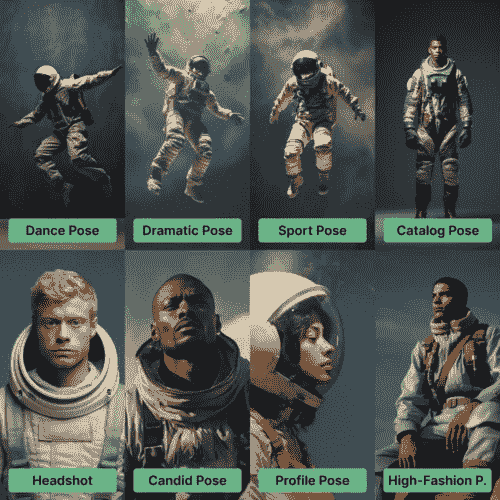 Dance Pose
Dramatic Pose
Sport Pose
Catalog Pose
Headshot
Candid Pose
Profile Pose
High-Fashion P.